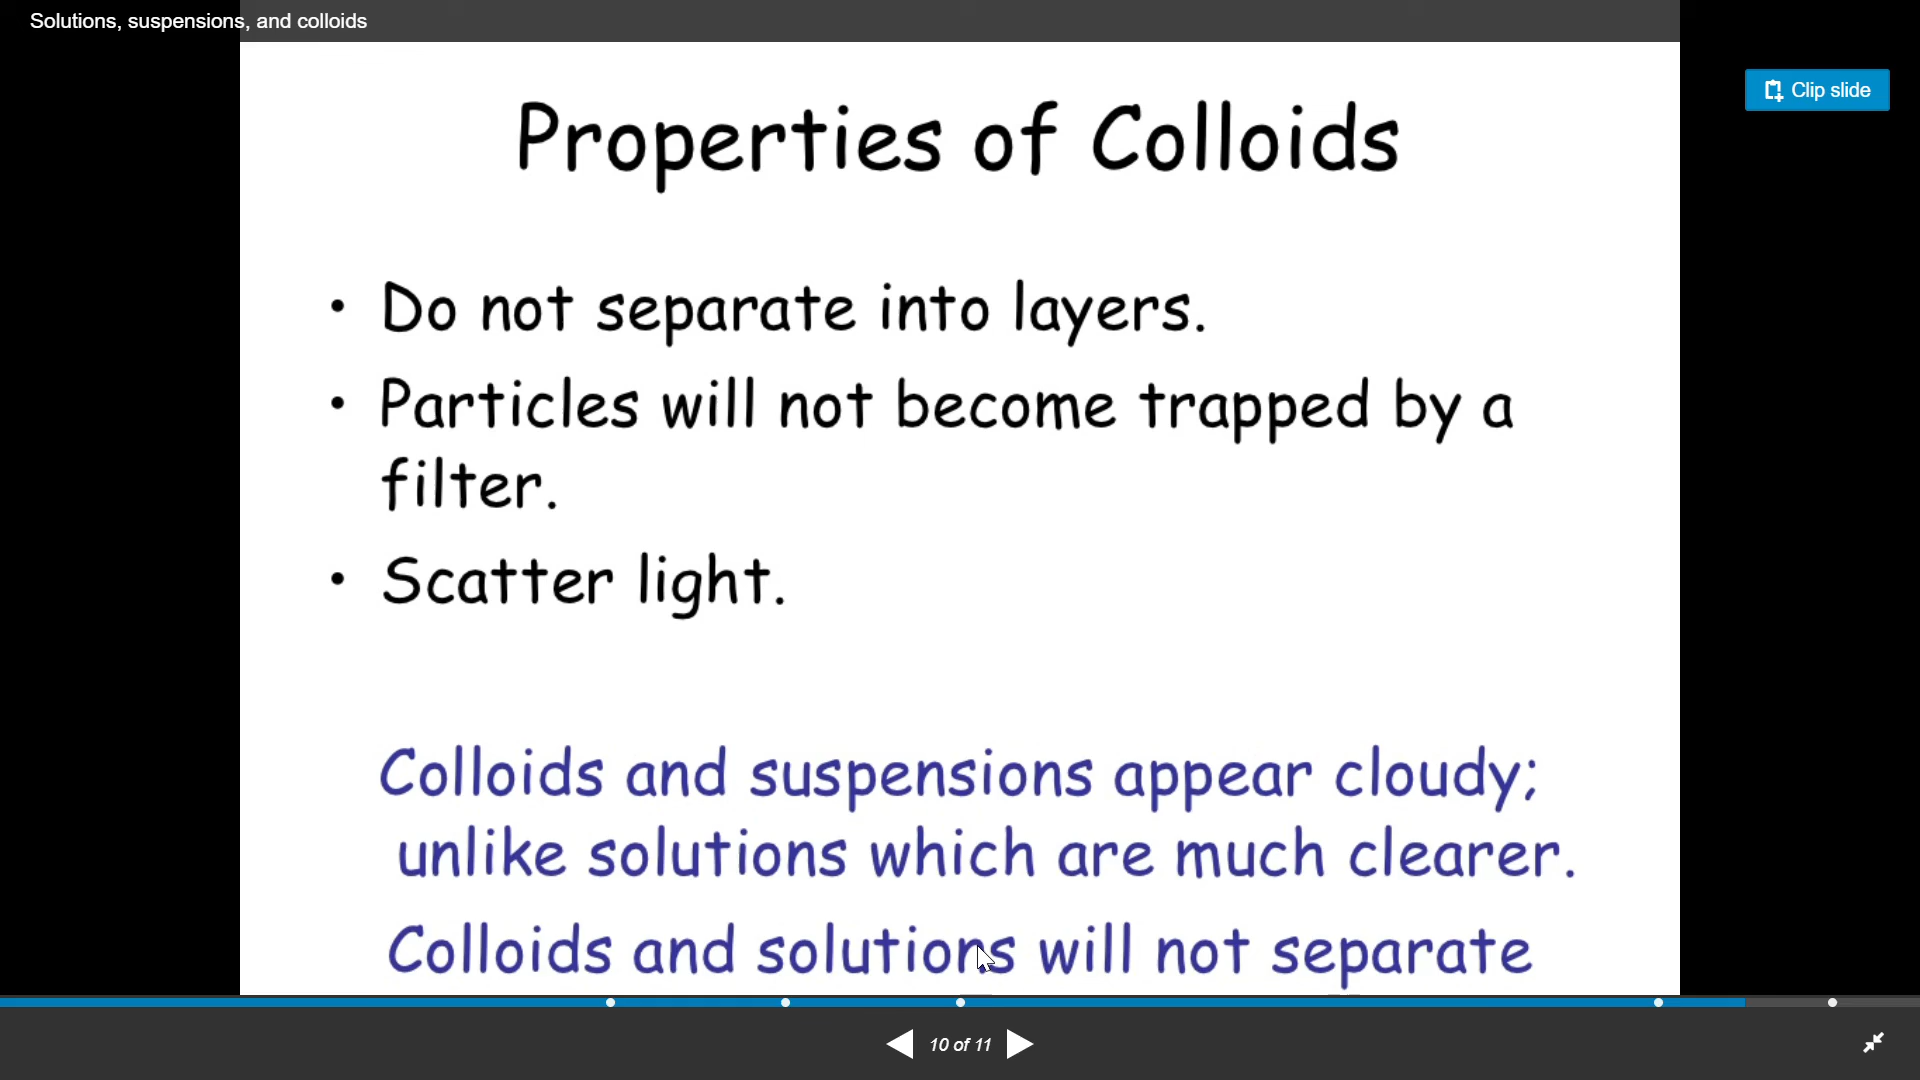 Solutions, suspensions, and colloids
Clip slide
Properties of Colloids
• Do not separate into layers.
• Particles will not become trapped by a
filter.
• Scatter light.
Colloids and suspensions appear cloudy;
unlike solutions which are much clearer.
Colloids and solutions will not separate
10 of 11